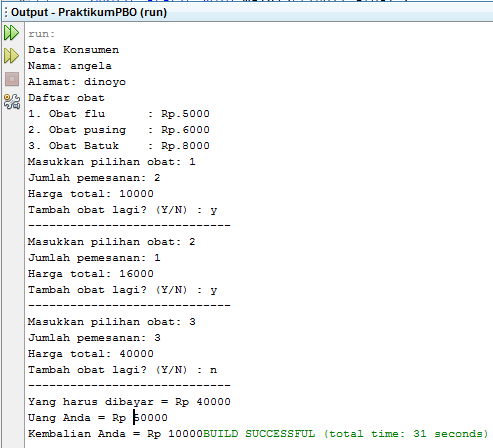 Output - PraktikumPBO (run)
run:
Data Konsumen
Nama: angela
Alamat: dinoyo
Daftar obat
1. Obat flu      : Rp.5000
2. Obat pusing   : Rp.6000
3. Obat Batuk    : Rp.8000
Masukkan pilihan obat: 1
Jumlah pemesanan: 2
Harga total: 10000
Tambah obat lagi? (Y/N) : y
-----------------------------
Masukkan pilihan obat: 2
Jumlah pemesanan: 1
Harga total: 16000
Tambah obat lagi? (Y/N) : y
-----------------------------
Masukkan pilihan obat: 3
Jumlah pemesanan: 3
Harga total: 40000
Tambah obat lagi? (Y/N) : n
-----------------------------
Yang harus dibayar = Rp 40000
Uang Anda = Rp 50000
Kembalian Anda = Rp 10000BUILD SUCCESSFUL (total time: 31 seconds)